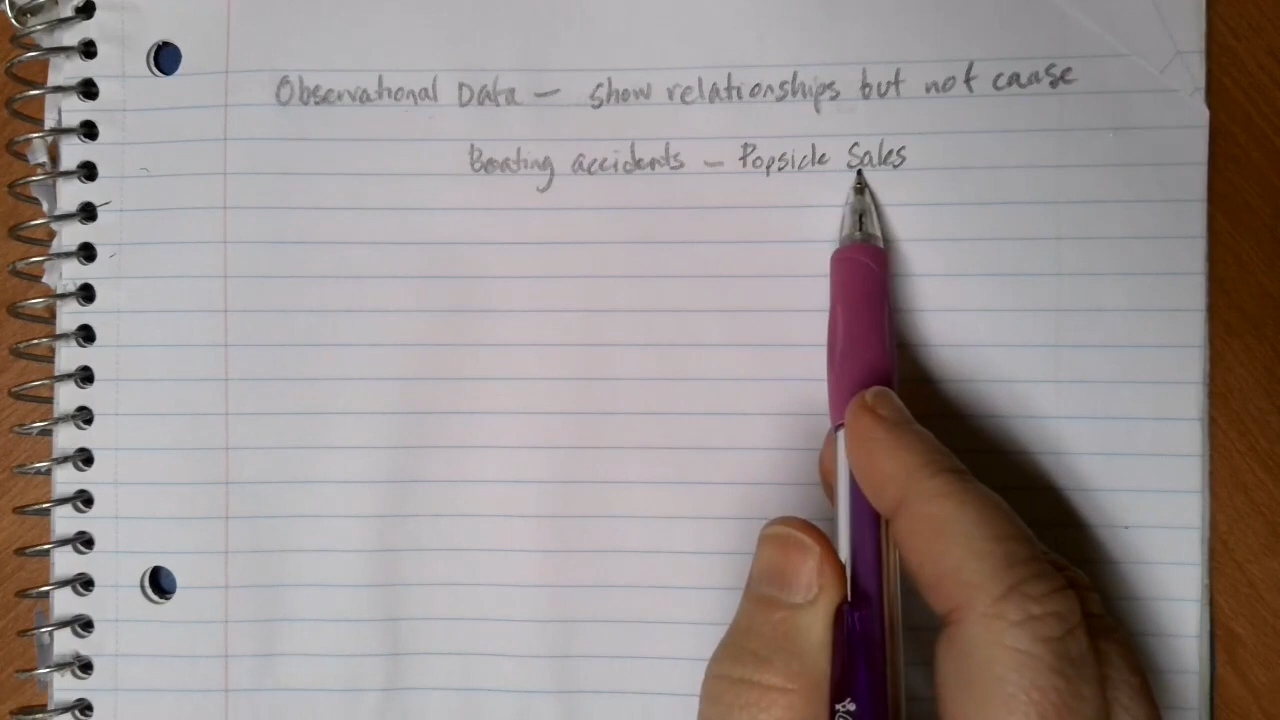 Observational Data - show relationships but not cause
Boating accidents - Popsicle Sales